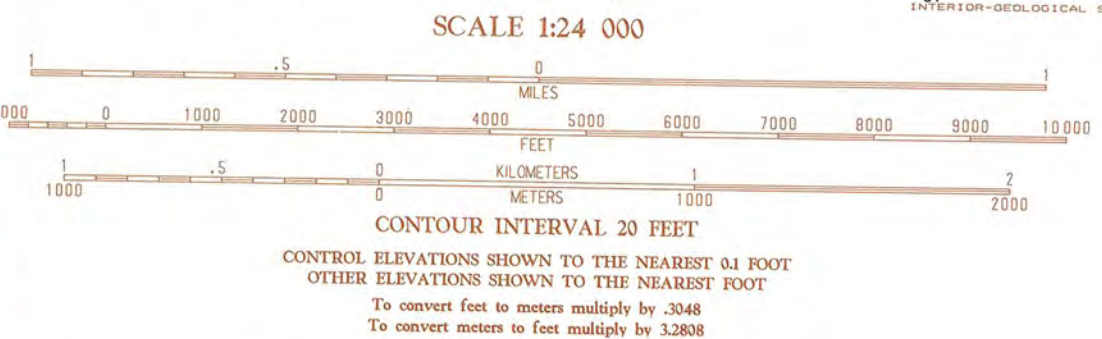 INTERIOR-GEOLOGICAL S
SCALE 1:24 000
1 .5 0 1
MILES
000 0 1000 2000 3000 4000 5000 6000 7000 8000 9000 10 000
FEET
1 .5 0 KILOMETERS 1 2
1000 0 METERS 1000 2000
CONTOUR INTERVAL 20 FEET
CONTROL ELEVATIONS SHOWN TO THE NEAREST 0.1 FOOT
OTHER ELEVATIONS SHOWN TO THE NEAREST FOOT
To convert feet to meters multiply by .3048
To convert meters to feet multiply by 3.2808